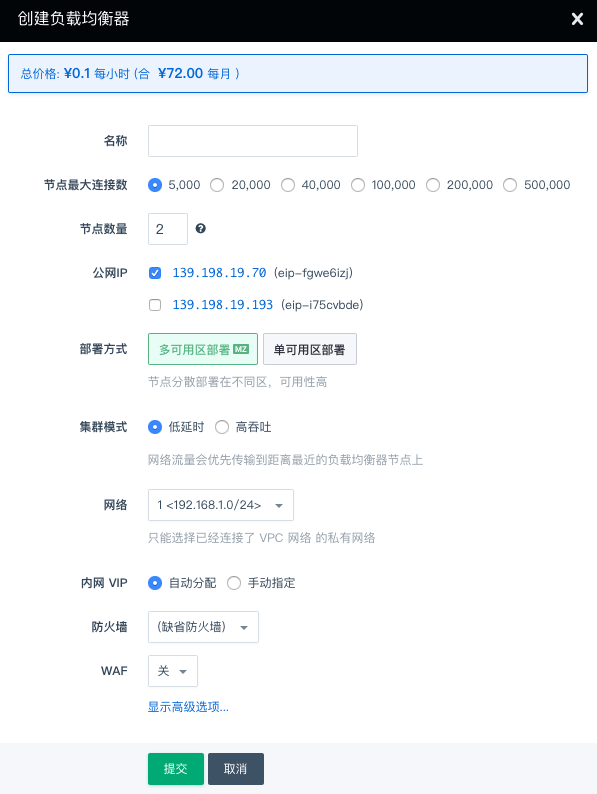 创建负载均衡器
总价格: ¥0.1 每小时 (合 ¥72.00 每月 )
名称
节点最大连接数 5,000 20,000 40,000 100,000 200,000 500,000
节点数量 2
公网IP 139.198.19.70 (eip-fgwe6izj)
139.198.19.193 (eip-i75cvbde)
部署方式 多可用区部署 MZ 单可用区部署
节点分散部署在不同区，可用性高
集群模式 低延时 高吞吐
网络流量会优先传输到距离最近的负载均衡器节点上
网络 1 <192.168.1.0/24>
只能选择已经连接了 VPC 网络 的私有网络
内网 VIP 自动分配 手动指定
防火墙 (缺省防火墙)
WAF 关
显示高级选项...
提交 取消